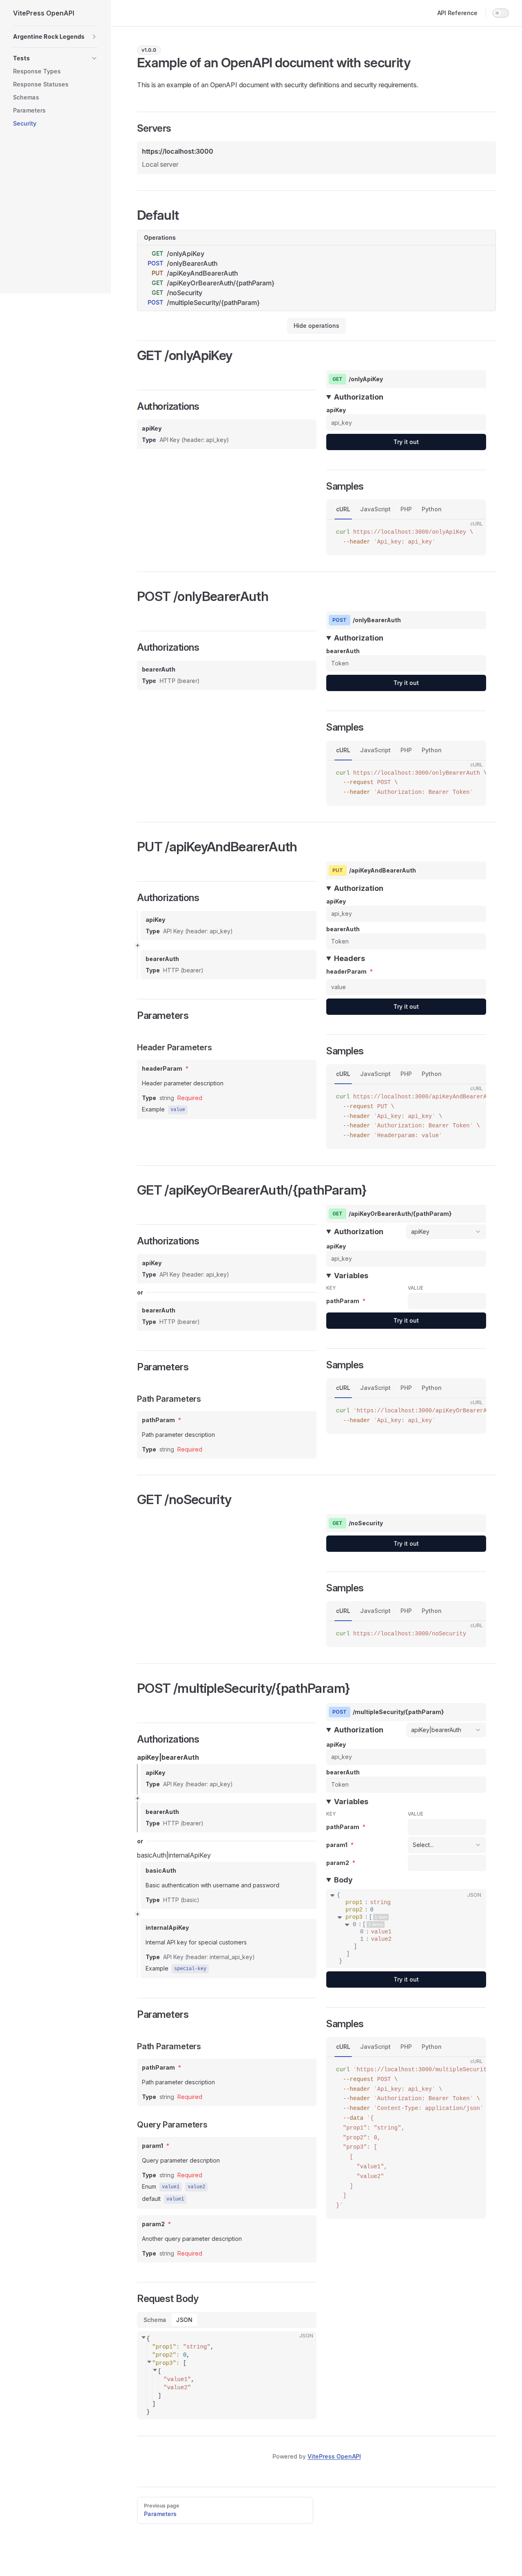 VitePress OpenAPI
API Reference
Argentine Rock Legends
Tests
Response Types
Response Statuses
Schemas
Parameters
Security
v1.0.0
Example of an OpenAPI document with security
This is an example of an OpenAPI document with security definitions and security requirements.
Servers
https://localhost:3000
Local server
Default
Operations
GET /onlyApiKey
POST /onlyBearerAuth
PUT /apiKeyAndBearerAuth
GET /apiKeyOrBearerAuth/{pathParam}
GET /noSecurity
POST /multipleSecurity/{pathParam}
Hide operations
GET /onlyApiKey
Authorizations
apiKey
Type API Key (header: api_key)
GET /onlyApiKey
Authorization
apiKey
api_key
Try it out
Samples
cURL JavaScript PHP Python
cURL
curl https://localhost:3000/onlyApiKey \
--header 'Api_key: api_key'
POST /onlyBearerAuth
Authorizations
bearerAuth
Type HTTP (bearer)
POST /onlyBearerAuth
Authorization
bearerAuth
Token
Try it out
Samples
cURL JavaScript PHP Python
cURL
curl https://localhost:3000/onlyBearerAuth \
--request POST \
--header 'Authorization: Bearer Token'
PUT /apiKeyAndBearerAuth
Authorizations
apiKey
Type API Key (header: api_key)
+
bearerAuth
Type HTTP (bearer)
Parameters
Header Parameters
headerParam *
Header parameter description
Type string Required
Example value
PUT /apiKeyAndBearerAuth
Authorization
apiKey
api_key
bearerAuth
Token
Headers
headerParam *
value
Try it out
Samples
cURL JavaScript PHP Python
cURL
curl https://localhost:3000/apiKeyAndBearerA
--request PUT \
--header 'Api_key: api_key' \
--header 'Authorization: Bearer Token' \
--header 'Headerparam: value'
GET /apiKeyOrBearerAuth/{pathParam}
Authorizations
apiKey
Type API Key (header: api_key)
or
bearerAuth
Type HTTP (bearer)
Parameters
Path Parameters
pathParam *
Path parameter description
Type string Required
GET /apiKeyOrBearerAuth/{pathParam}
Authorization apiKey
apiKey
api_key
Variables
KEY VALUE
pathParam *
Try it out
Samples
cURL JavaScript PHP Python
cURL
curl 'https://localhost:3000/apiKeyOrBearerA
--header 'Api_key: api_key'
GET /noSecurity
GET /noSecurity
Try it out
Samples
cURL JavaScript PHP Python
cURL
curl https://localhost:3000/noSecurity
POST /multipleSecurity/{pathParam}
Authorizations
apiKey|bearerAuth
apiKey
Type API Key (header: api_key)
+
bearerAuth
Type HTTP (bearer)
or
basicAuth|internalApiKey
basicAuth
Basic authentication with username and password
Type HTTP (basic)
+
internalApiKey
Internal API key for special customers
Type API Key (header: internal_api_key)
Example special-key
Parameters
Path Parameters
pathParam *
Path parameter description
Type string Required
Query Parameters
param1 *
Query parameter description
Type string Required
Enum value1 value2
default value1
param2 *
Another query parameter description
Type string Required
Request Body
Schema JSON
JSON
{
"prop1": "string",
"prop2": 0,
"prop3": [
[
"value1",
"value2"
]
]
}
POST /multipleSecurity/{pathParam}
Authorization apiKey|bearerAuth
apiKey
api_key
bearerAuth
Token
Variables
KEY VALUE
pathParam *
param1 * Select...
param2 *
Body
JSON
{
prop1 : string
prop2 : 0
prop3 : [
0 : [
0 : value1
1 : value2
]
]
}
Try it out
Samples
cURL JavaScript PHP Python
cURL
curl 'https://localhost:3000/multipleSecurit
--request POST \
--header 'Api_key: api_key' \
--header 'Authorization: Bearer Token' \
--header 'Content-Type: application/json'
--data '{
"prop1": "string",
"prop2": 0,
"prop3": [
[
"value1",
"value2"
]
]
}'
Powered by VitePress OpenAPI
Previous page
Parameters